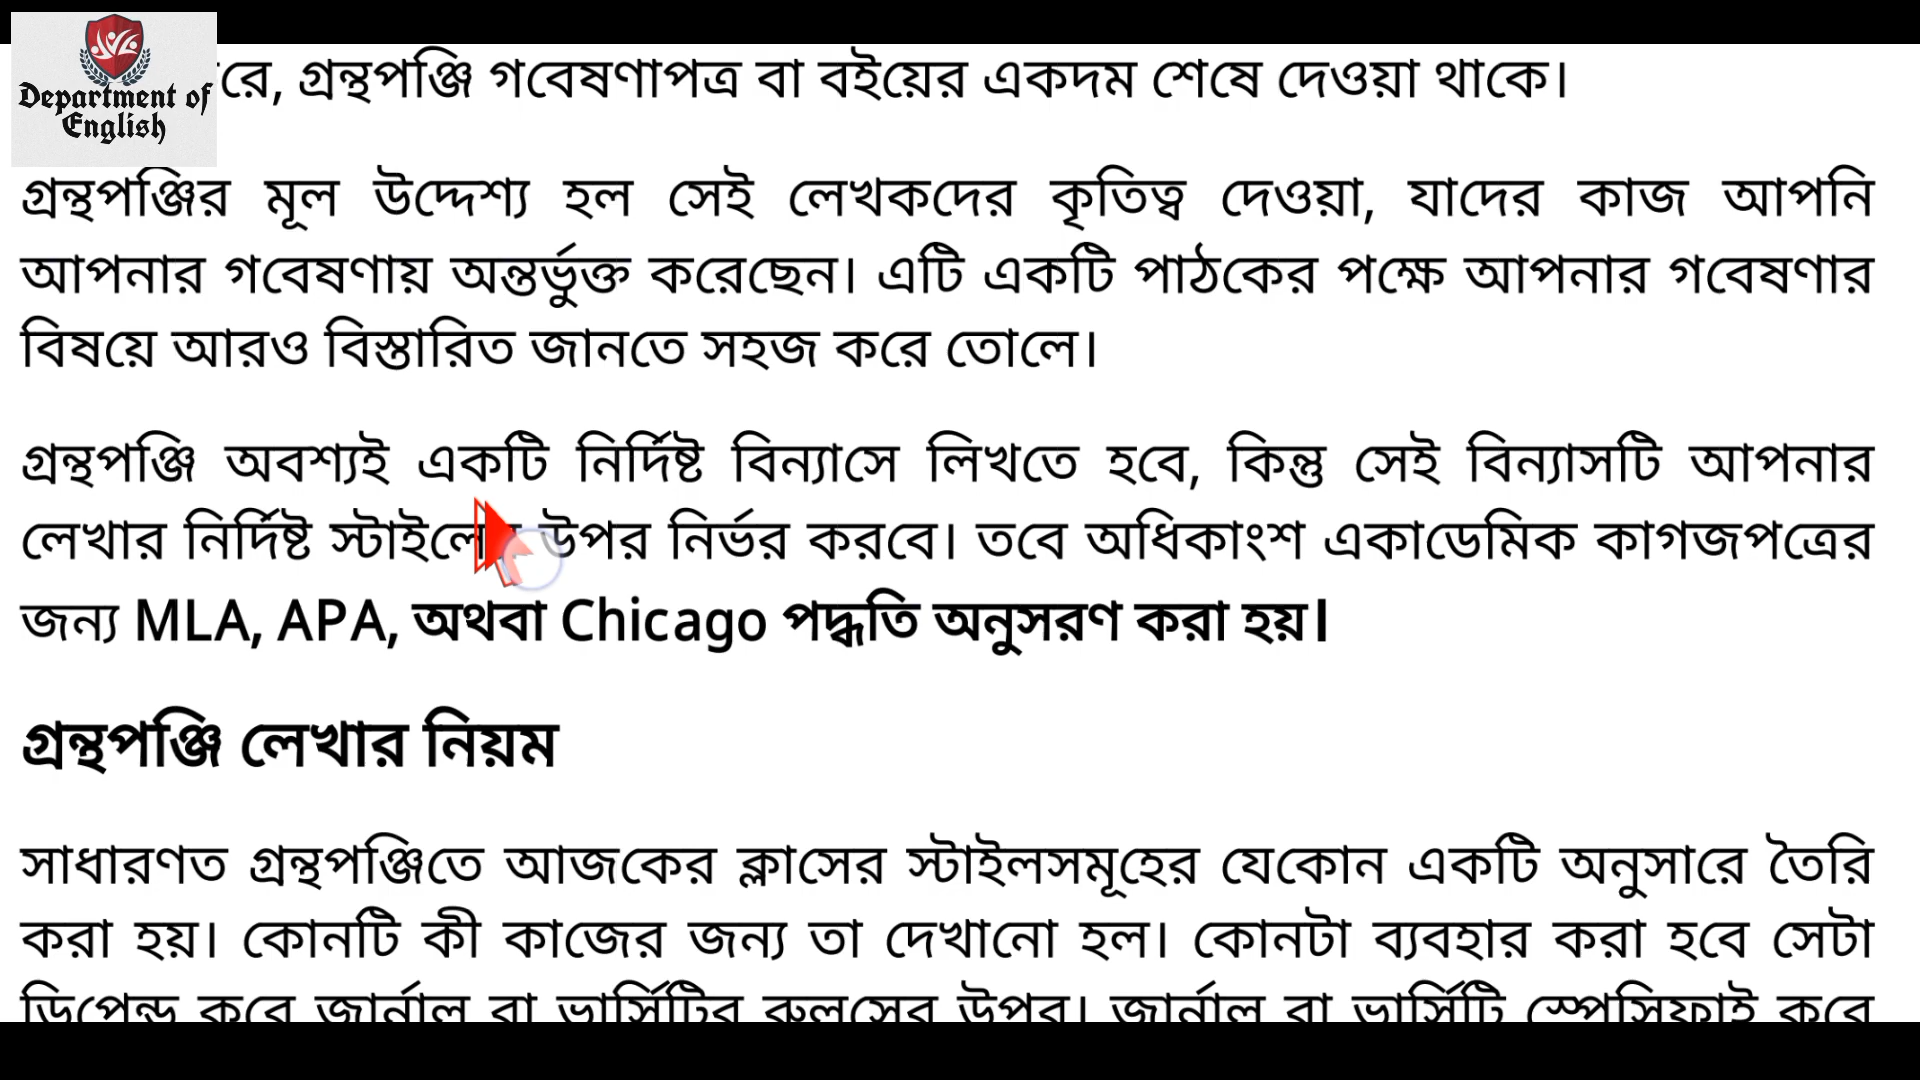 Department of
English
রে, গ্রন্থপঞ্জি গবেষণাপত্র বা বইয়ের একদম শেষে দেওয়া থাকে।
গ্রন্থপঞ্জির মূল উদ্দেশ্য হল সেই লেখকদের কৃতিত্ব দেওয়া, যাদের কাজ আপনি
আপনার গবেষণায় অন্তর্ভুক্ত করেছেন। এটি একটি পাঠকের পক্ষে আপনার গবেষণার
বিষয়ে আরও বিস্তারিত জানতে সহজ করে তোলে।
গ্রন্থপঞ্জি অবশ্যই একটি নির্দিষ্ট বিন্যাসে লিখতে হবে, কিন্তু সেই বিন্যাসটি আপনার
লেখার নির্দিষ্ট স্টাইলের উপর নির্ভর করবে। তবে অধিকাংশ একাডেমিক কাগজপত্রের
জন্য MLA, APA, অথবা Chicago পদ্ধতি অনুসরণ করা হয়।
গ্রন্থপঞ্জি লেখার নিয়ম
সাধারণত গ্রন্থপঞ্জিতে আজকের ক্লাসের স্টাইলসমূহের যেকোন একটি অনুসারে তৈরি
করা হয়। কোনটি কী কাজের জন্য তা দেখানো হল। কোনটা ব্যবহার করা হবে সেটা
ডিপেন্ড করে জার্নাল বা ভার্সিটির রুলসের উপর। জার্নাল বা ভার্সিটি স্পেসিফাই করে